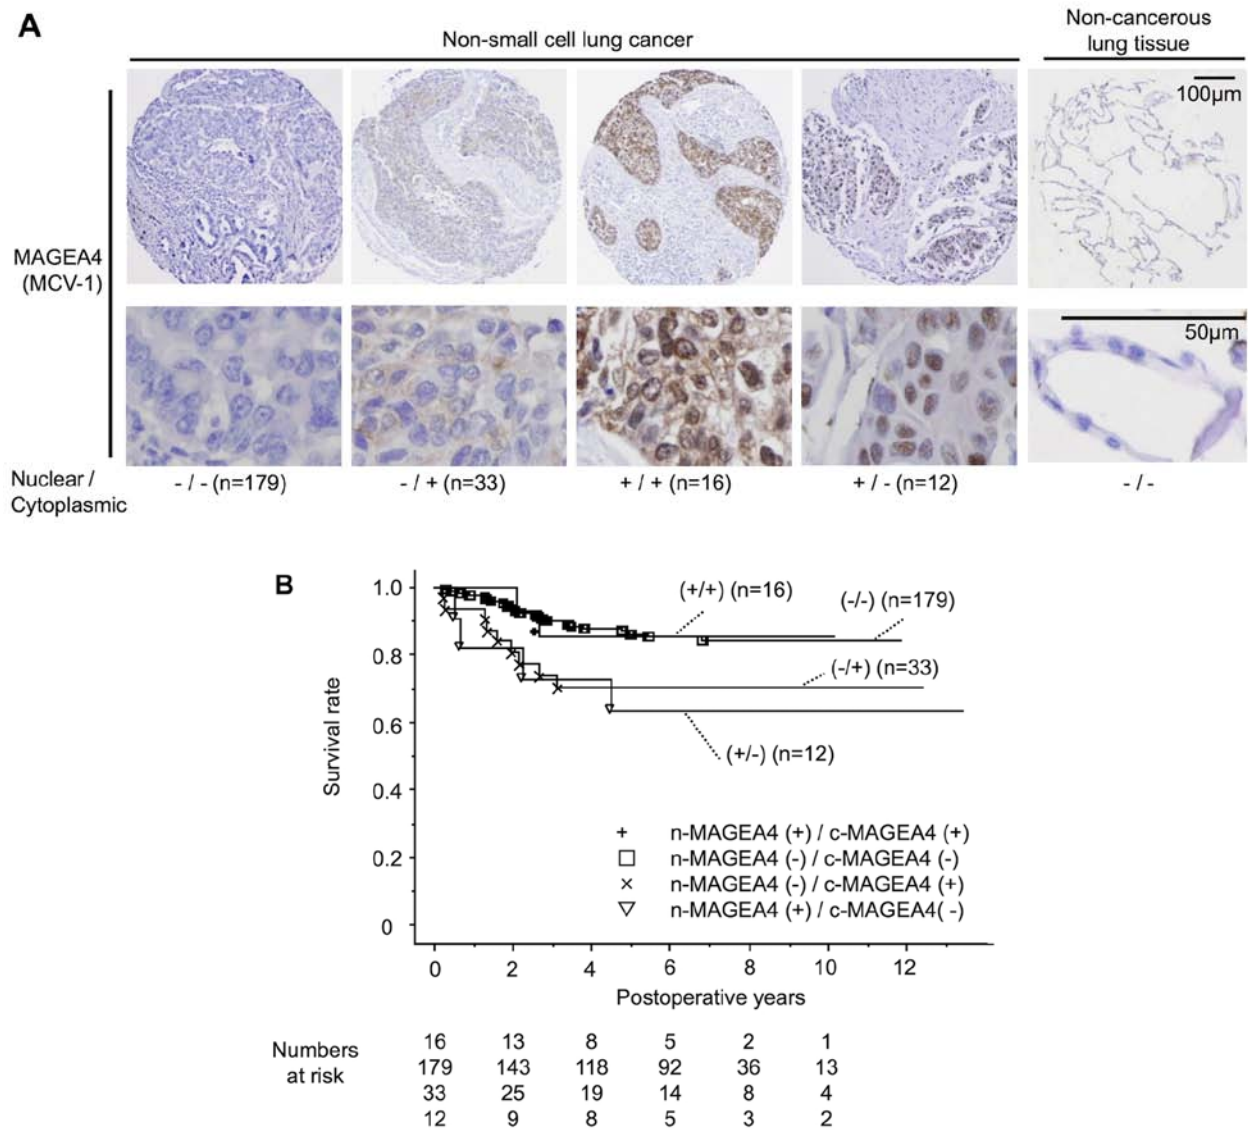 A
Non-small cell lung cancer
Non-cancerous
lung tissue
100μm
MAGEA4
(MCV-1)
50μm
Nuclear /
Cytoplasmic
- / - (n=179)
- / + (n=33)
+ / + (n=16)
+ / - (n=12)
- / -
B
1.0
0.8
0.6
0.4
0.2
0
Survival rate
(+/+) (n=16)
(-/-) (n=179)
(-/+) (n=33)
(+/-) (n=12)
+ n-MAGEA4 (+) / c-MAGEA4 (+)
□ n-MAGEA4 (-) / c-MAGEA4 (-)
× n-MAGEA4 (-) / c-MAGEA4 (+)
▽ n-MAGEA4 (+) / c-MAGEA4( -)
0 2 4 6 8 10 12
Postoperative years
Numbers
at risk
16 13 8 5 2 1
179 143 118 92 36 13
33 25 19 14 8 4
12 9 8 5 3 2